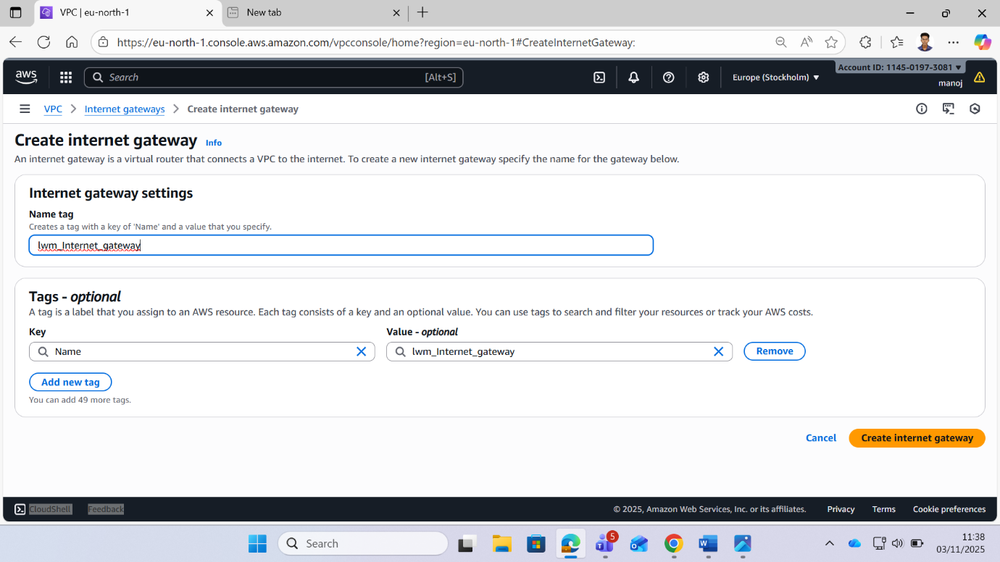 VPC | eu-north-1
New tab
https://eu-north-1.console.aws.amazon.com/vpcconsole/home?region=eu-north-1#CreateInternetGateway:
aws
Search [Alt+S]
Europe (Stockholm) ▼
Account ID: 1145-0197-3081 ▼
manoj
VPC > Internet gateways > Create internet gateway
Create internet gateway Info
An internet gateway is a virtual router that connects a VPC to the internet. To create a new internet gateway specify the name for the gateway below.
Internet gateway settings
Name tag
Creates a tag with a key of 'Name' and a value that you specify.
lwm_Internet_gateway
Tags - optional
A tag is a label that you assign to an AWS resource. Each tag consists of a key and an optional value. You can use tags to search and filter your resources or track your AWS costs.
Key Value - optional
Name lwm_Internet_gateway Remove
Add new tag
You can add 49 more tags.
Cancel Create internet gateway
CloudShell Feedback © 2025, Amazon Web Services, Inc. or its affiliates. Privacy Terms Cookie preferences
Search
5
11:38
03/11/2025